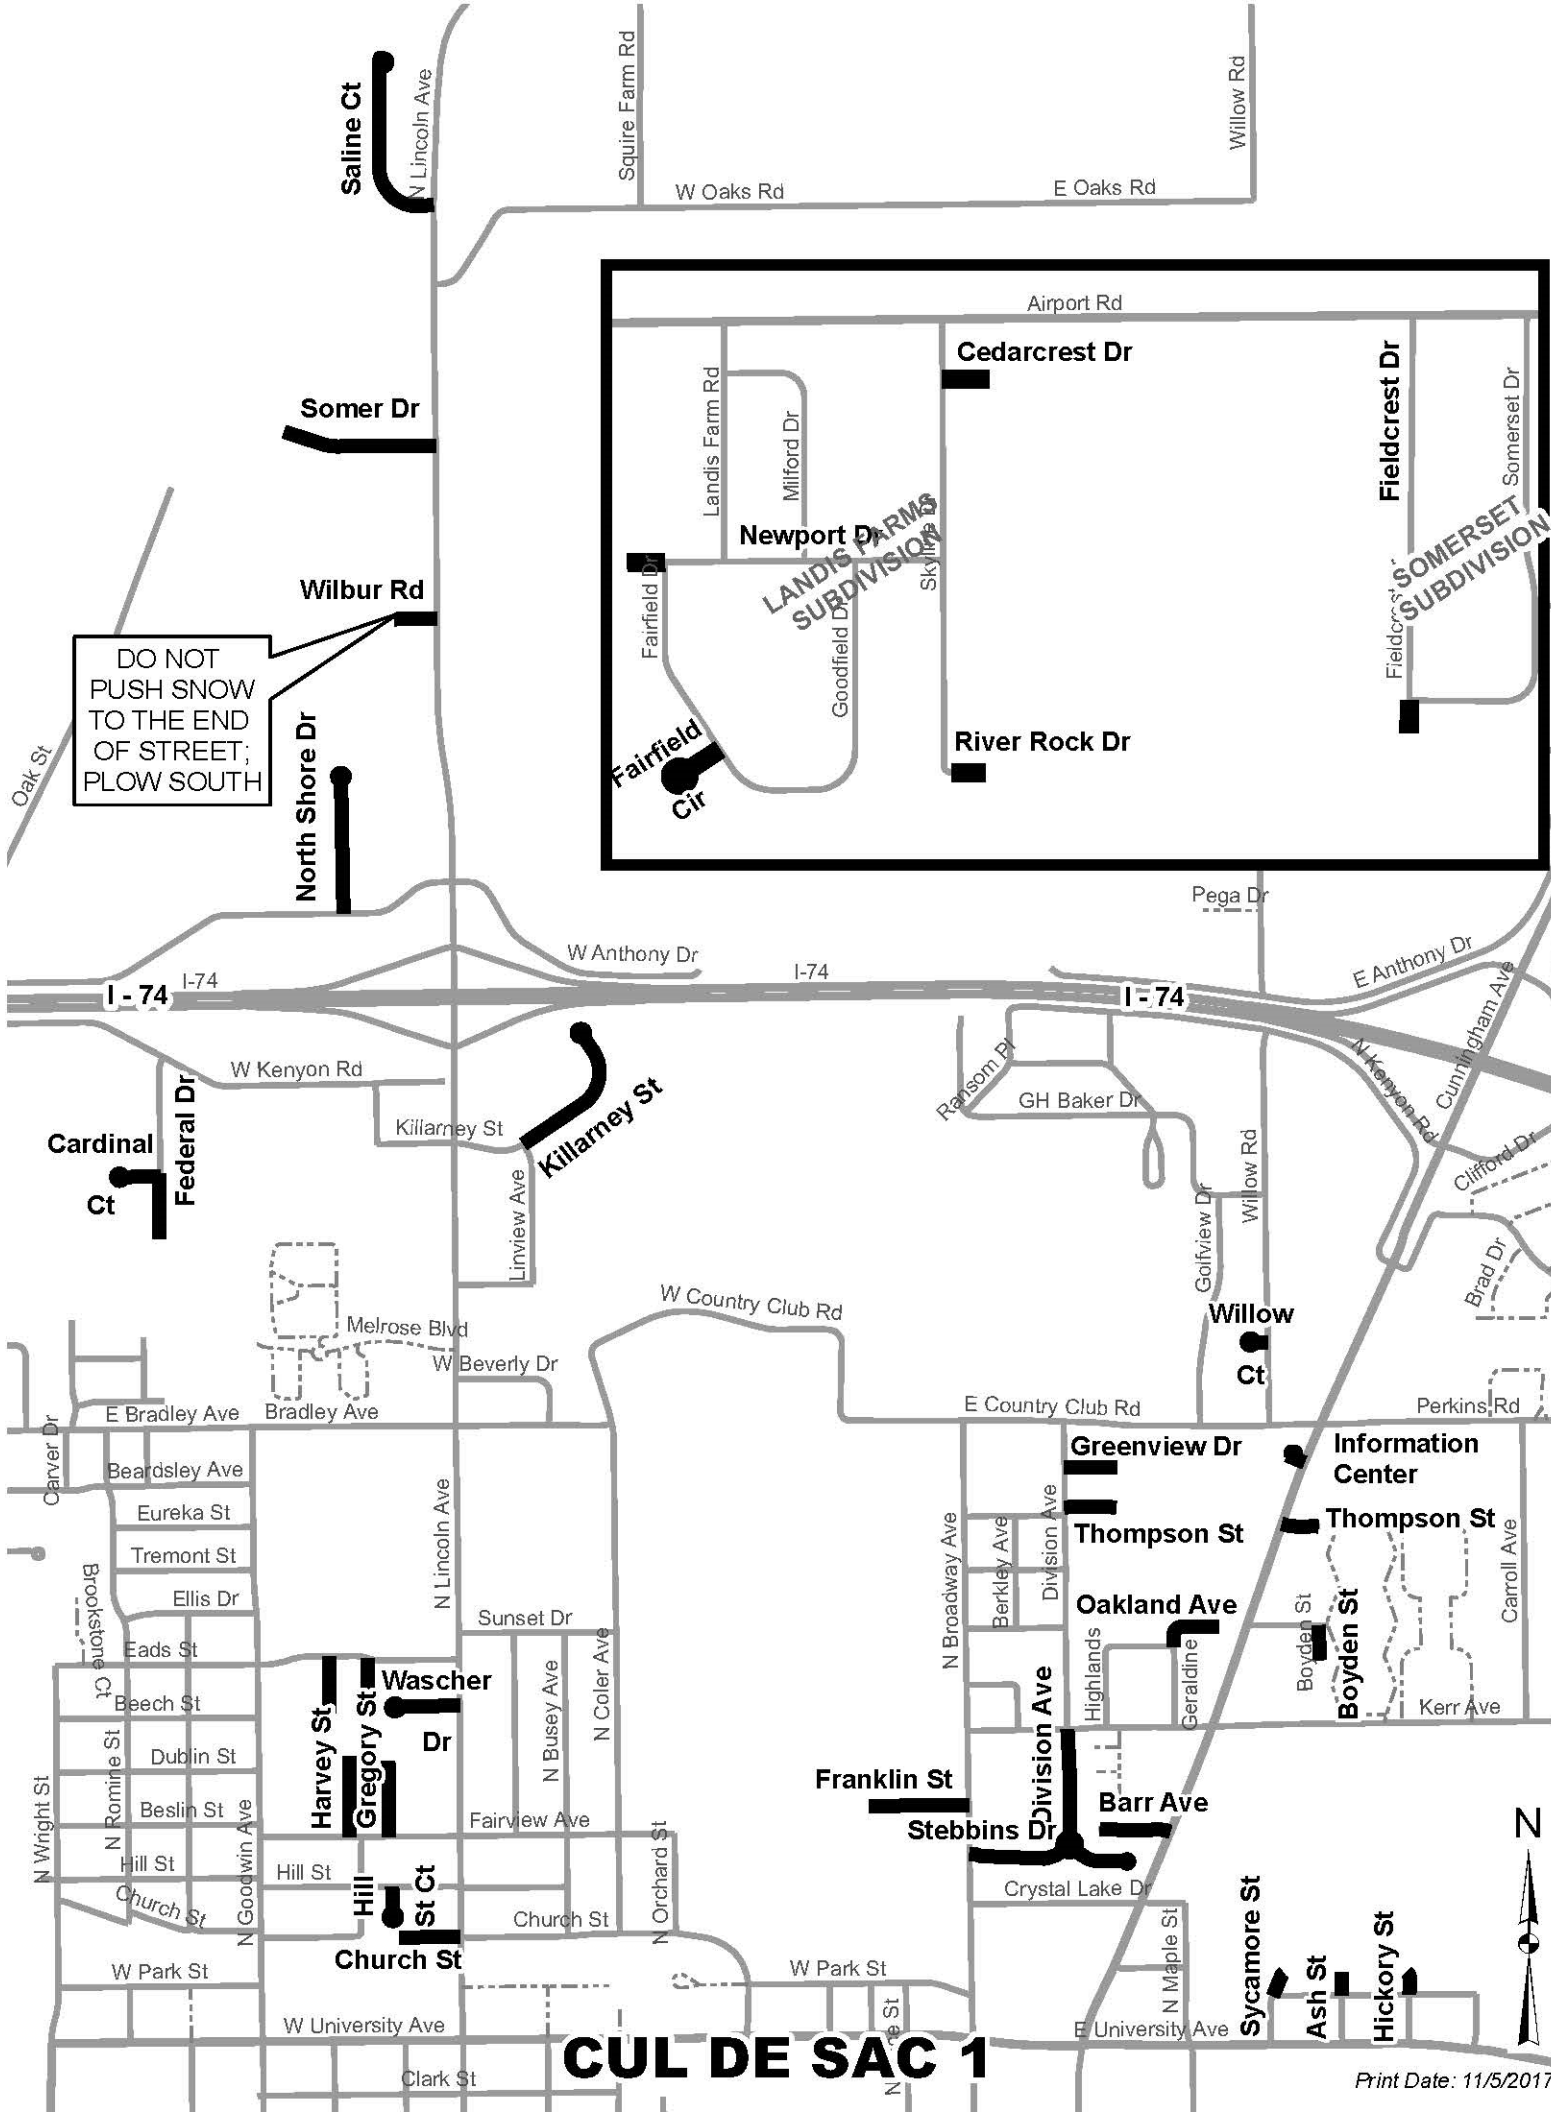 Saline Ct
N Lincoln Ave
Squire Farm Rd
Willow Rd
W Oaks Rd
E Oaks Rd
Airport Rd
Cedarcrest Dr
Landis Farm Rd
Milford Dr
Fieldcrest Dr
Somerset Dr
Somer Dr
Newport Dr
LANDIS FARMS
SUBDIVISION
Skyline Dr
SOMERSET
SUBDIVISION
Wilbur Rd
Fairfield Dr
Goodfield Dr
DO NOT
PUSH SNOW
TO THE END
OF STREET;
PLOW SOUTH
Oak St
North Shore Dr
Fairfield
Cir
River Rock Dr
Pega Dr
W Anthony Dr
I-74
I-74
I - 74
I - 74
E Anthony Dr
Cunningham Ave
N Kenyon Rd
W Kenyon Rd
Federal Dr
Cardinal
Ct
Killarney St
Killarney St
Linview Ave
Ransom Pl
GH Baker Dr
Willow Rd
Golfview Dr
Clifford Dr
Brad Dr
Willow
Ct
W Country Club Rd
Melrose Blvd
W Beverly Dr
E Bradley Ave
Bradley Ave
E Country Club Rd
Perkins Rd
Carver Dr
Beardsley Ave
Eureka St
Tremont St
Ellis Dr
Eads St
Brookstone Ct
Beech St
Dublin St
Beslin St
Hill St
Church St
N Wright St
N Romine St
N Goodwin Ave
N Lincoln Ave
Greenview Dr
Information
Center
Thompson St
Thompson St
N Broadway Ave
Berkley Ave
Division Ave
Carroll Ave
Oakland Ave
Highlands
Geraldine
Boyden St
Boyden St
Kerr Ave
Sunset Dr
N Busey Ave
N Coler Ave
Harvey St
Gregory St
Wascher
Dr
Fairview Ave
Hill St
Hill
St Ct
Church St
Church St
N Orchard St
Franklin St
Division Ave
Stebbins Dr
Barr Ave
Crystal Lake Dr
N Maple St
Sycamore St
Ash St
Hickory St
N
W Park St
W Park St
W University Ave
E University Ave
Clark St
CUL DE SAC 1
Print Date: 11/5/2017